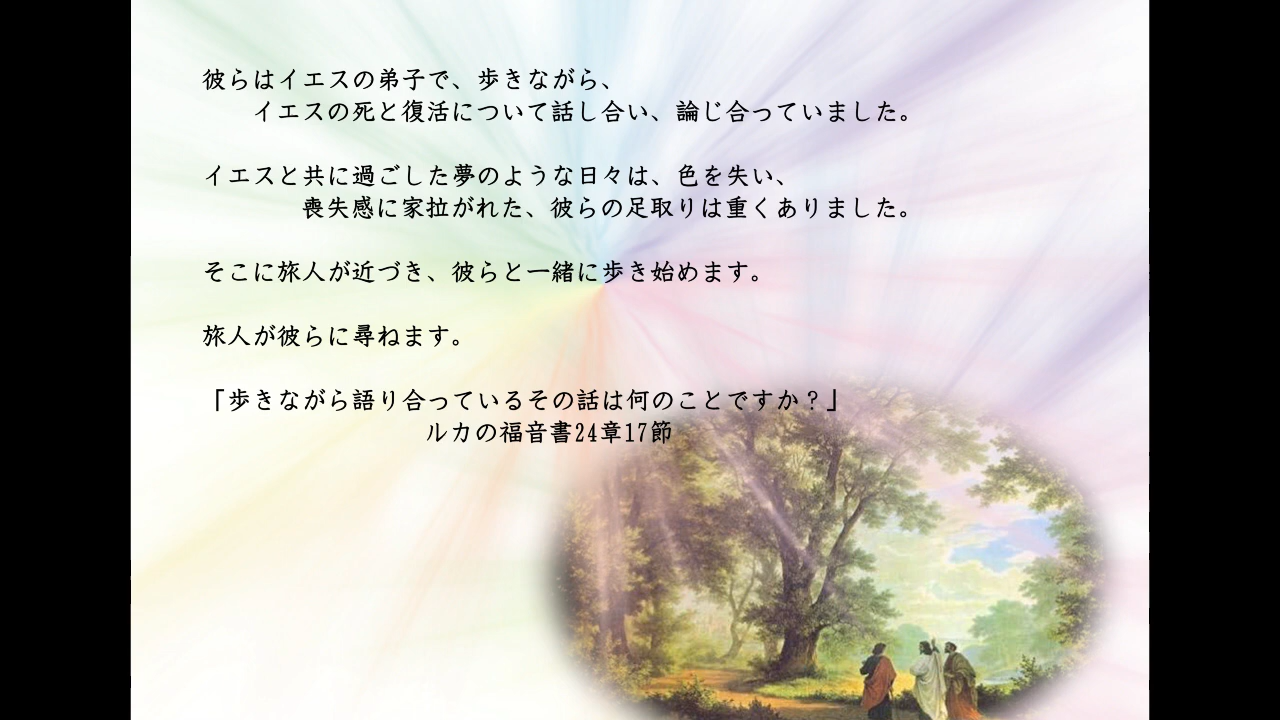 彼らはイエスの弟子で、歩きながら、
イエスの死と復活について話し合い、論じ合っていました。
イエスと共に過ごした夢のような日々は、色を失い、
喪失感に家拉がれた、彼らの足取りは重くありました。
そこに旅人が近づき、彼らと一緒に歩き始めます。
旅人が彼らに尋ねます。
「歩きながら語り合っているその話は何のことですか？」
ルカの福音書24章17節